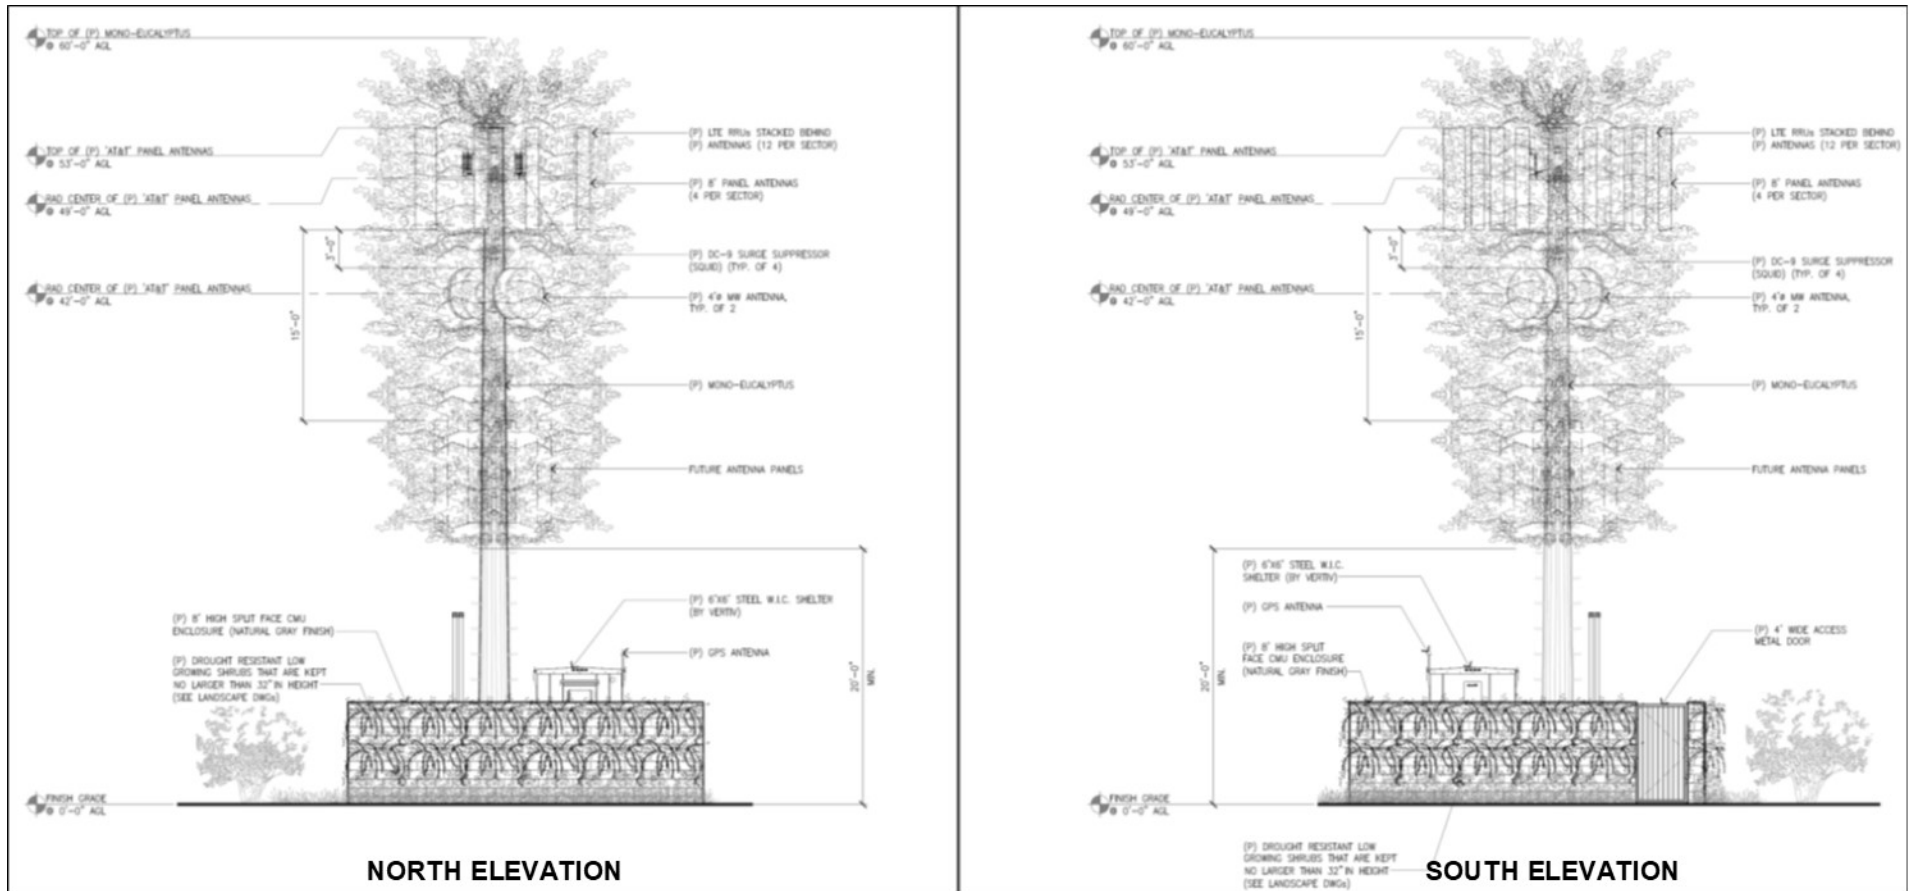 TOP OF (P) MONO-EUCALYPTUS
@ 60'-0" AGL
TOP OF (P) "AT&T" PANEL ANTENNAS
@ 53'-0" AGL
RAD CENTER OF (P) "AT&T" PANEL ANTENNAS
@ 49'-0" AGL
RAD CENTER OF (P) "AT&T" PANEL ANTENNAS
@ 42'-0" AGL
3'-0"
15'-0"
(P) LTE RRUs STACKED BEHIND
(P) ANTENNAS (12 PER SECTOR)
(P) 8' PANEL ANTENNAS
(4 PER SECTOR)
(P) DC-9 SURGE SUPPRESSOR
(SQUID) (TYP. OF 4)
(P) 4'ø MW ANTENNA,
TYP. OF 2
(P) MONO-EUCALYPTUS
FUTURE ANTENNA PANELS
(P) 8' HIGH SPLIT FACE CMU
ENCLOSURE (NATURAL GRAY FINISH)
(P) DROUGHT RESISTANT LOW
GROWING SHRUBS THAT ARE KEPT
NO LARGER THAN 32" IN HEIGHT
(SEE LANDSCAPE DWGs)
(P) 6'X6' STEEL W.I.C. SHELTER
(BY VERTIV)
(P) GPS ANTENNA
20'-0"
MIN.
FINISH GRADE
@ 0'-0" AGL
NORTH ELEVATION
TOP OF (P) MONO-EUCALYPTUS
@ 60'-0" AGL
TOP OF (P) "AT&T" PANEL ANTENNAS
@ 53'-0" AGL
RAD CENTER OF (P) "AT&T" PANEL ANTENNAS
@ 49'-0" AGL
RAD CENTER OF (P) "AT&T" PANEL ANTENNAS
@ 42'-0" AGL
3'-0"
15'-0"
(P) LTE RRUs STACKED BEHIND
(P) ANTENNAS (12 PER SECTOR)
(P) 8' PANEL ANTENNAS
(4 PER SECTOR)
(P) DC-9 SURGE SUPPRESSOR
(SQUID) (TYP. OF 4)
(P) 4'ø MW ANTENNA,
TYP. OF 2
(P) MONO-EUCALYPTUS
FUTURE ANTENNA PANELS
(P) 6'X6' STEEL W.I.C.
SHELTER (BY VERTIV)
(P) GPS ANTENNA
(P) 8' HIGH SPLIT
FACE CMU ENCLOSURE
(NATURAL GRAY FINISH)
20'-0"
MIN.
(P) 4' WIDE ACCESS
METAL DOOR
FINISH GRADE
@ 0'-0" AGL
(P) DROUGHT RESISTANT LOW
GROWING SHRUBS THAT ARE KEPT
NO LARGER THAN 32" IN HEIGHT
(SEE LANDSCAPE DWGs)
SOUTH ELEVATION